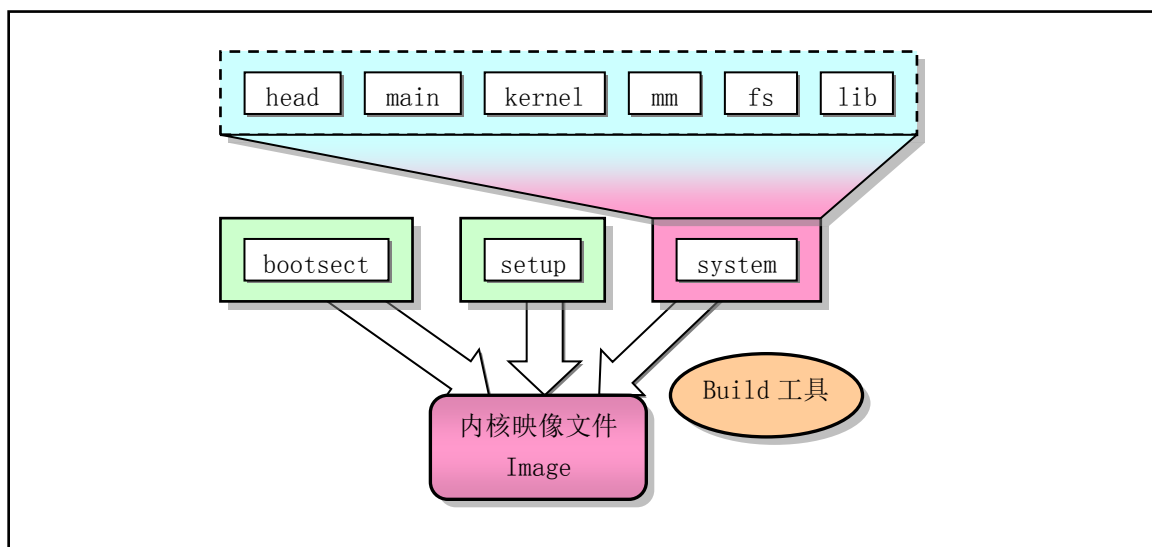 head main kernel mm fs lib
bootsect setup system
Build 工具
内核映像文件
Image